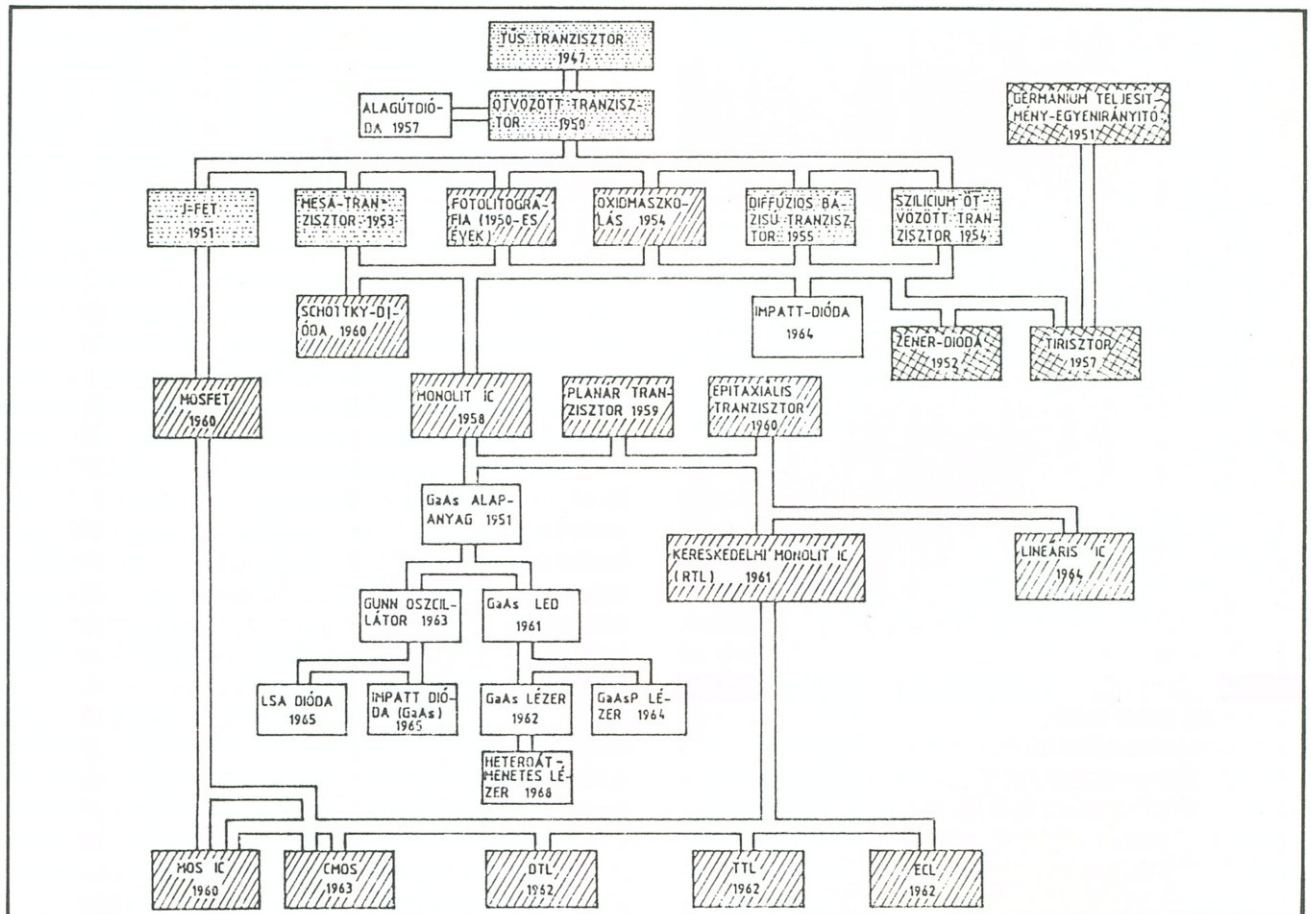 TŰS TRANZISZTOR
1947
ALAGÚTDIÓ-
DA 1957
ÖTVÖZÖTT TRANZISZ-
TOR 1950
GERMÁNIUM TELJESÍT-
MÉNY-EGYENIRÁNYÍTÓ
1951
J-FET
1951
MESA-TRAN-
ZISZTOR 1953
FOTOLITOGRÁ-
FIA (1950-ES
ÉVEK)
OXIDMASZKO-
LÁS 1954
DIFFÚZIÓS BÁ-
ZISÚ TRANZISZ-
TOR 1955
SZILICIUM ÖT-
VÖZÖTT TRAN-
ZISZTOR 1954
SCHOTTKY-DI-
ÓDA 1960
IMPATT-DIÓDA
1964
ZENER-DIÓDA
1952
TIRISZTOR
1957
MOSFET
1960
MONOLIT IC
1958
PLANÁR TRAN-
ZISZTOR 1959
EPITAXIÁLIS
TRANZISZTOR
1960
GaAs ALAP-
ANYAG 1951
KERESKEDELMI MONOLIT IC
(RTL) 1961
LINEÁRIS IC
1964
GUNN OSZCIL-
LÁTOR 1963
GaAs LED
1961
LSA DIÓDA
1965
IMPATT DIÓ-
DA (GaAs)
1965
GaAs LÉZER
1962
GaAsP LÉ-
ZER 1964
HETEROÁT-
MENETES LÉ-
ZER 1968
MOS IC
1960
CMOS
1963
DTL
1962
TTL
1962
ECL
1962